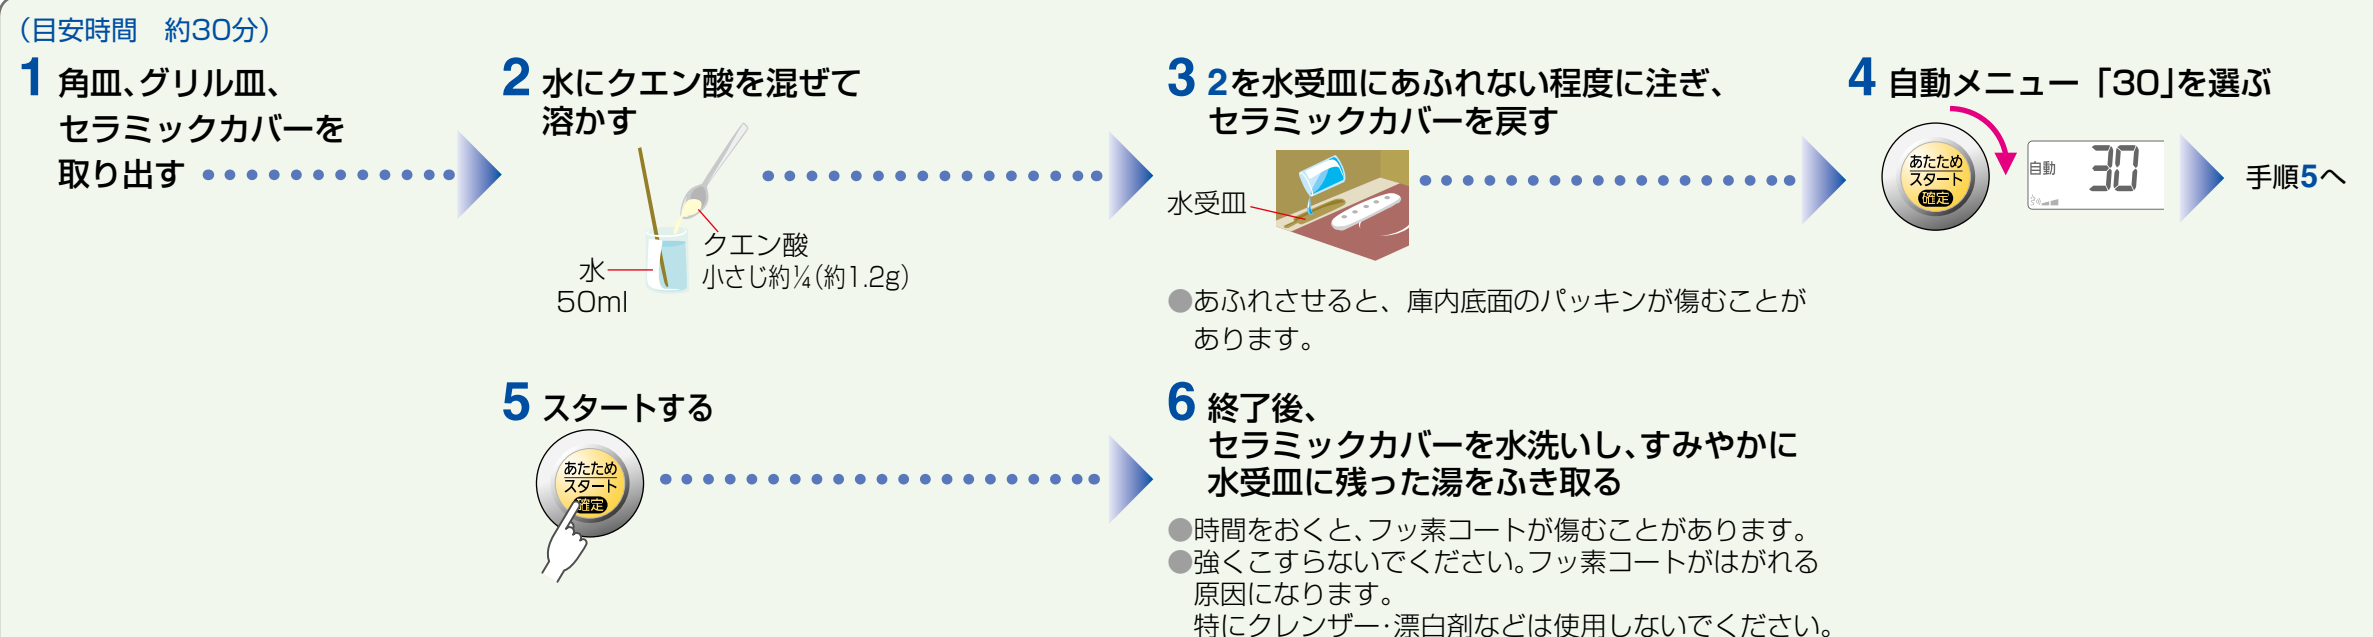 （目安時間　約30分）
1 角皿、グリル皿、
セラミックカバーを
取り出す
2 水にクエン酸を混ぜて
溶かす
クエン酸
小さじ約¼（約1.2g）
水
50ml
3 2を水受皿にあふれない程度に注ぎ、
セラミックカバーを戻す
水受皿
●あふれさせると、庫内底面のパッキンが傷むことが
あります。
4 自動メニュー「30」を選ぶ
あたため
スタート
確定
自動 30
手順5へ
5 スタートする
あたため
スタート
確定
6 終了後、
セラミックカバーを水洗いし、すみやかに
水受皿に残った湯をふき取る
●時間をおくと、フッ素コートが傷むことがあります。
●強くこすらないでください。フッ素コートがはがれる
原因になります。
特にクレンザー・漂白剤などは使用しないでください。